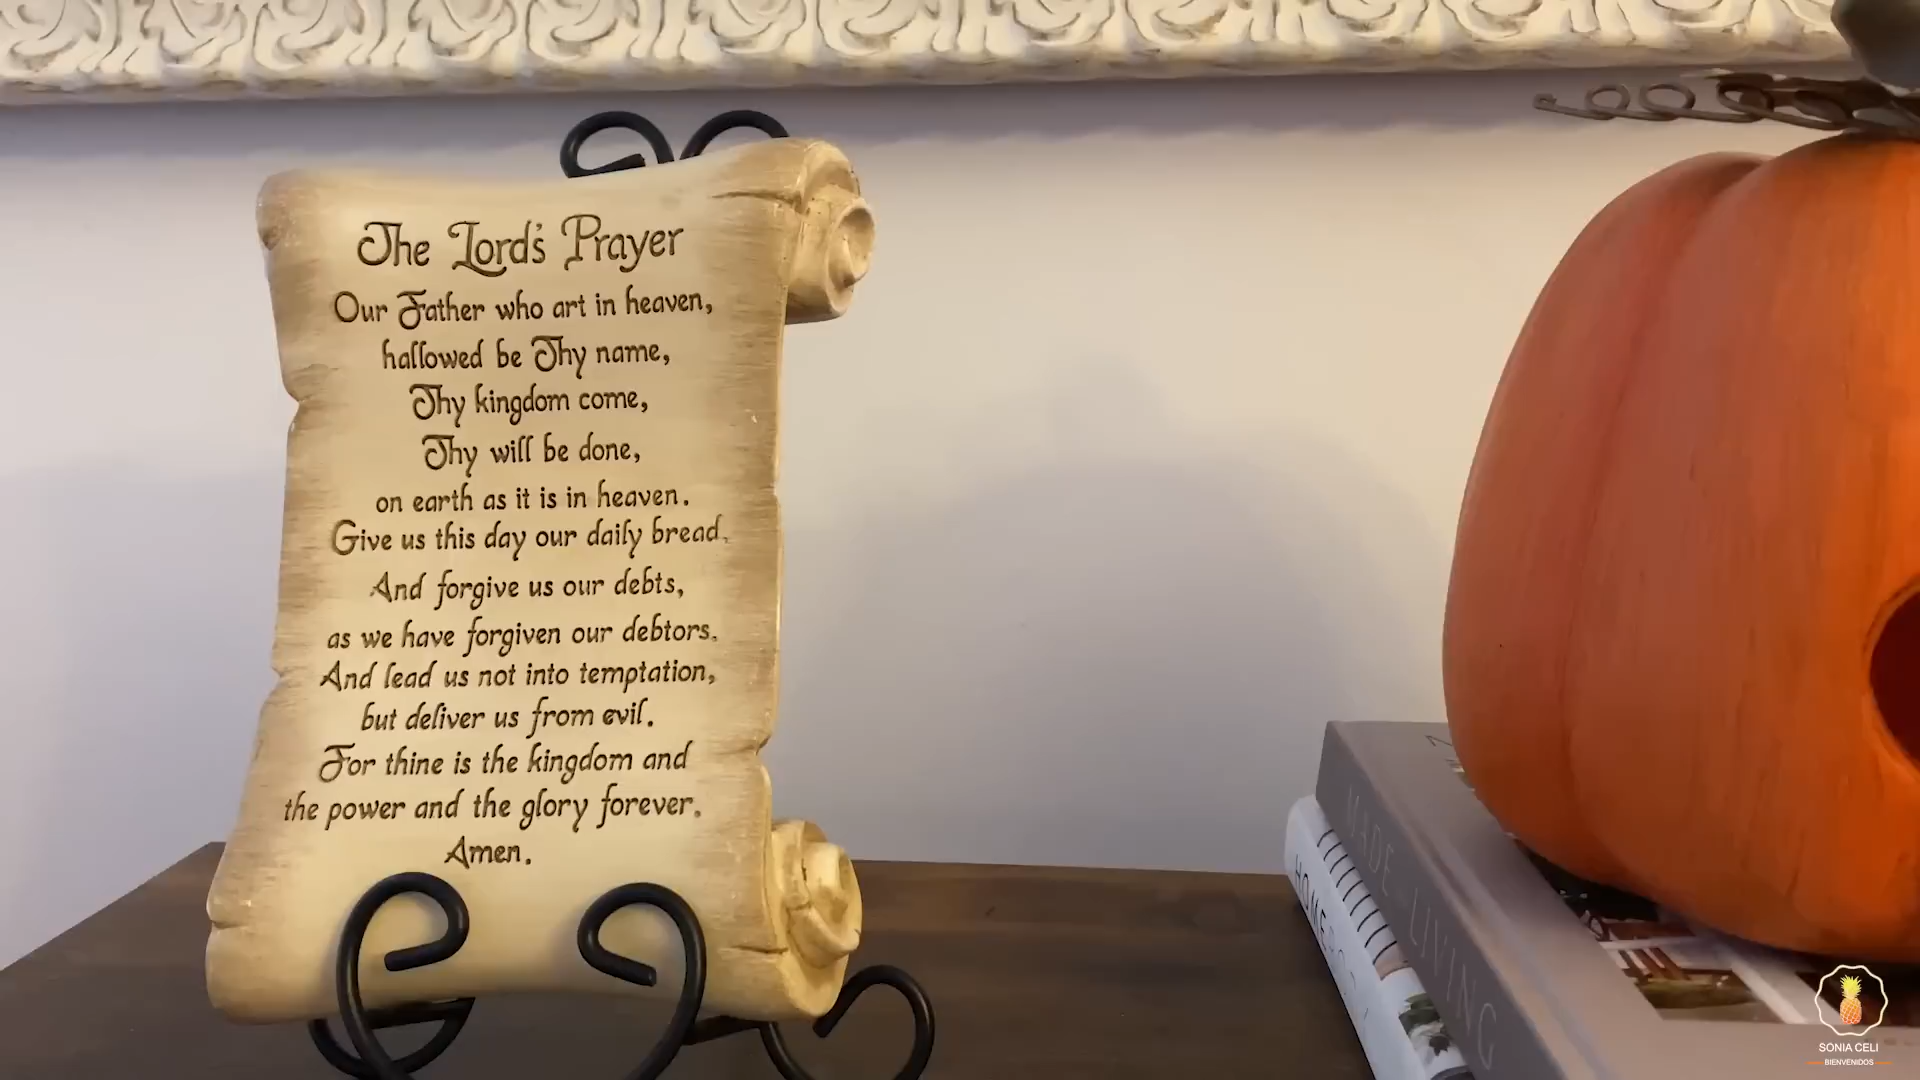 The Lord's Prayer
Our Father who art in heaven,
hallowed be Thy name,
Thy kingdom come,
Thy will be done,
on earth as it is in heaven.
Give us this day our daily bread.
And forgive us our debts,
as we have forgiven our debtors.
And lead us not into temptation,
but deliver us from evil.
For thine is the kingdom and
the power and the glory forever.
Amen.
MADE LIVING
SONIA CELI
BIENVENIDOS